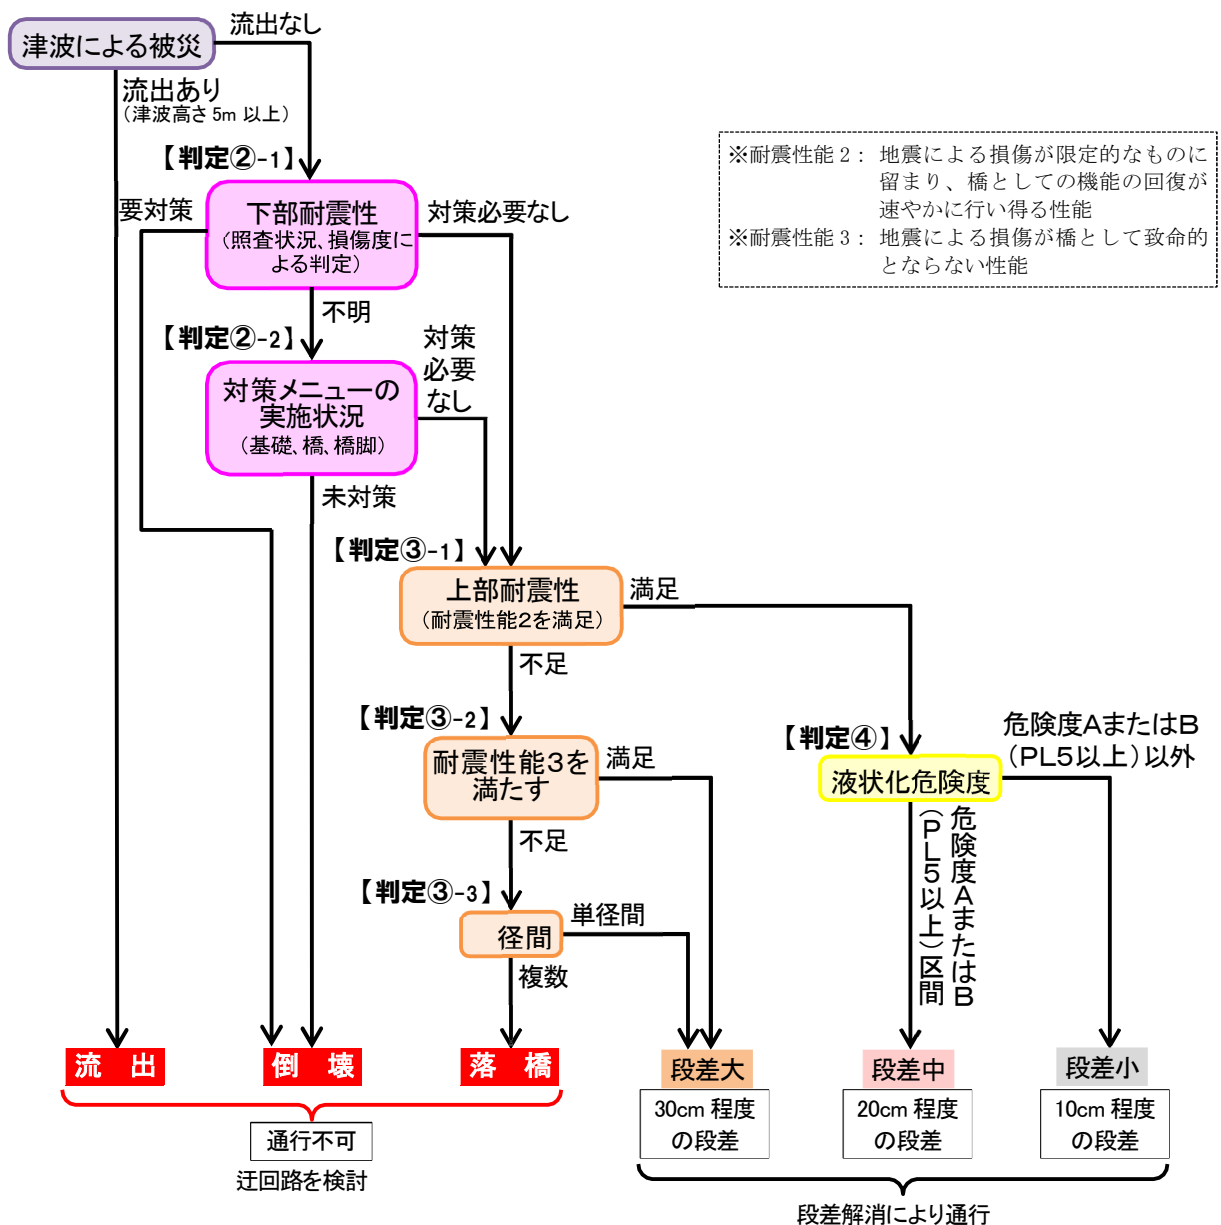 津波による被災
流出なし
流出あり
（津波高さ 5m 以上）
【判定②-1】
下部耐震性
（照査状況、損傷度に
よる判定）
要対策
対策必要なし
不明
※耐震性能2： 地震による損傷が限定的なものに
留まり、橋としての機能の回復が
速やかに行い得る性能
※耐震性能3： 地震による損傷が橋として致命的
とならない性能
【判定②-2】
対策メニューの
実施状況
（基礎、橋、橋脚）
対策
必要
なし
未対策
【判定③-1】
上部耐震性
（耐震性能２を満足）
満足
不足
【判定③-2】
耐震性能３を
満たす
満足
不足
【判定④】
液状化危険度
危険度ＡまたはＢ
（ＰＬ５以上）以外
危険度ＡまたはＢ
（ＰＬ５以上）区間
【判定③-3】
径間
単径間
複数
流 出
倒 壊
落 橋
段差大
段差中
段差小
30cm 程度
の段差
20cm 程度
の段差
10cm 程度
の段差
通行不可
迂回路を検討
段差解消により通行